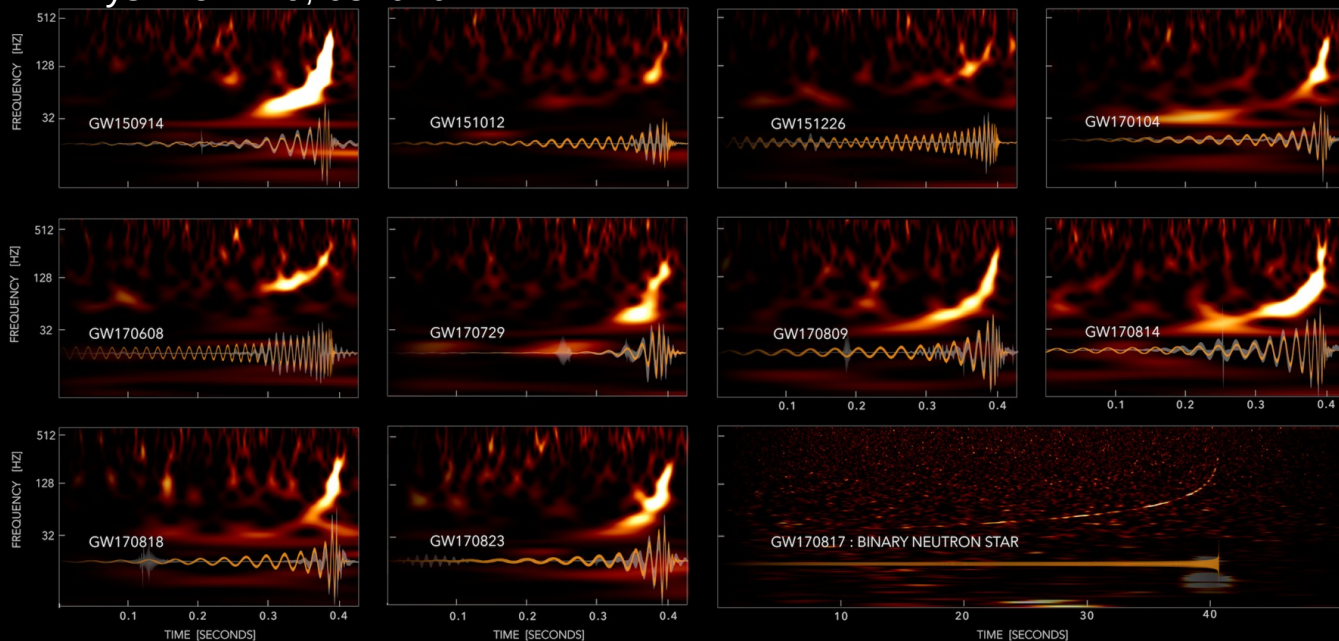 512
128
32
FREQUENCY [HZ]
GW150914
GW151012
GW151226
GW170104
512
128
32
FREQUENCY [HZ]
GW170608
GW170729
GW170809
GW170814
0.1 0.2 0.3 0.4
0.1 0.2 0.3 0.4
512
128
32
FREQUENCY [HZ]
GW170818
GW170823
GW170817 : BINARY NEUTRON STAR
0.1 0.2 0.3 0.4
0.1 0.2 0.3 0.4
10 20 30 40
TIME [SECONDS]
TIME [SECONDS]
TIME [SECONDS]